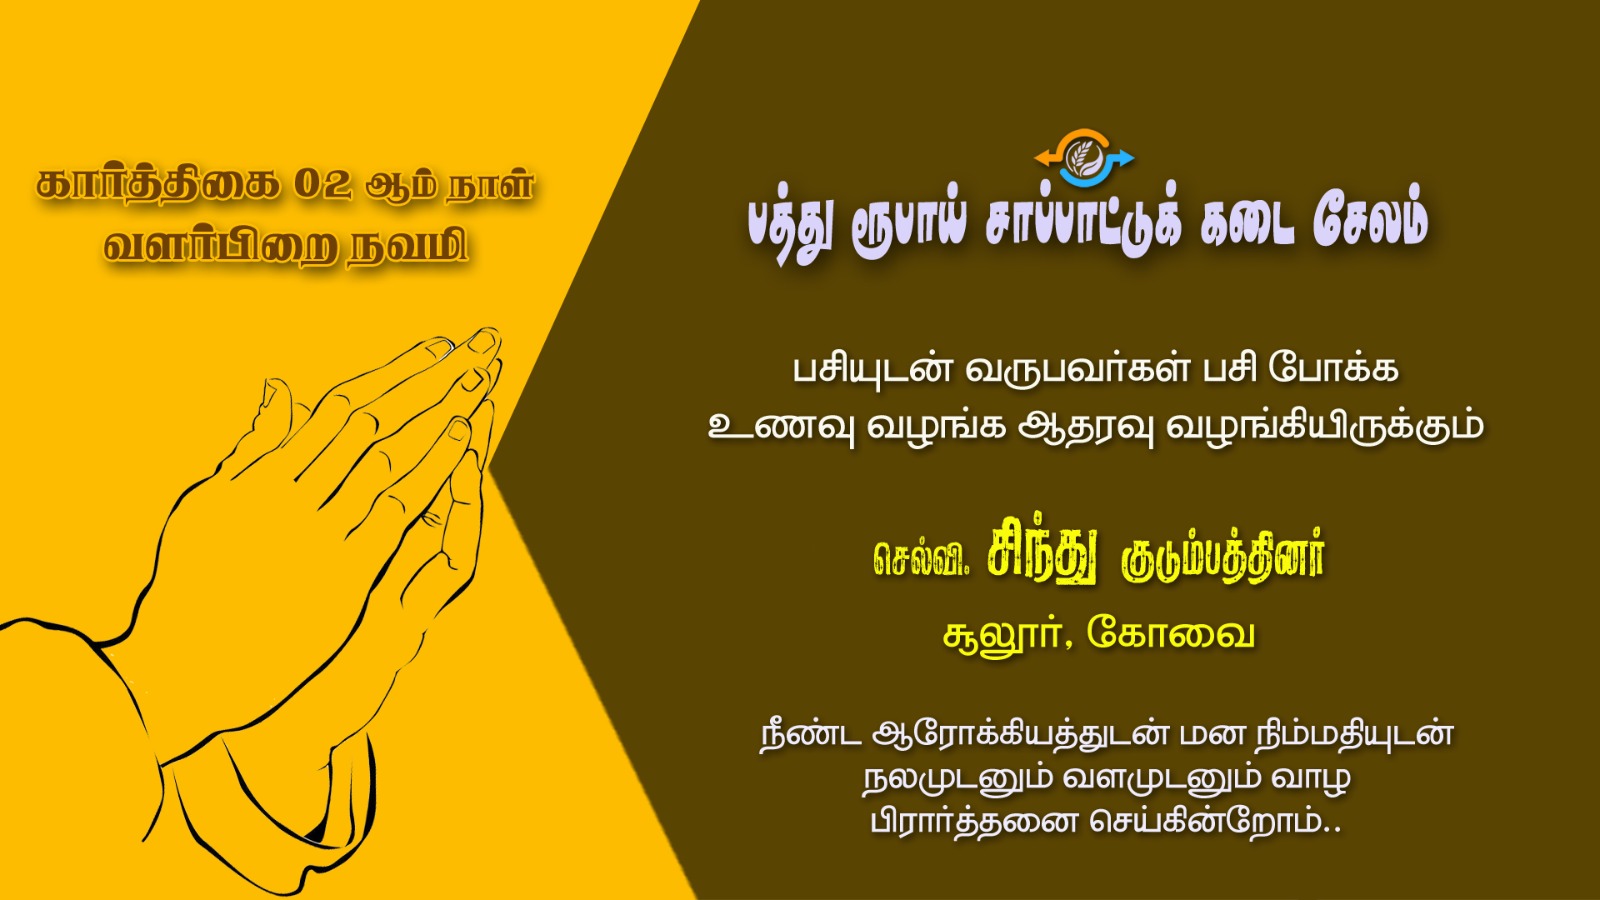 கார்த்திகை 02 ஆம் நாள்
வளர்பிறை நவமி
பத்து ரூபாய் சாப்பாட்டுக் கடை சேலம்
பசியுடன் வருபவர்கள் பசி போக்க
உணவு வழங்க ஆதரவு வழங்கியிருக்கும்
செல்வி. சிந்து குடும்பத்தினர்
சூலூர், கோவை
நீண்ட ஆரோக்கியத்துடன் மன நிம்மதியுடன்
நலமுடனும் வளமுடனும் வாழ
பிரார்த்தனை செய்கின்றோம்..